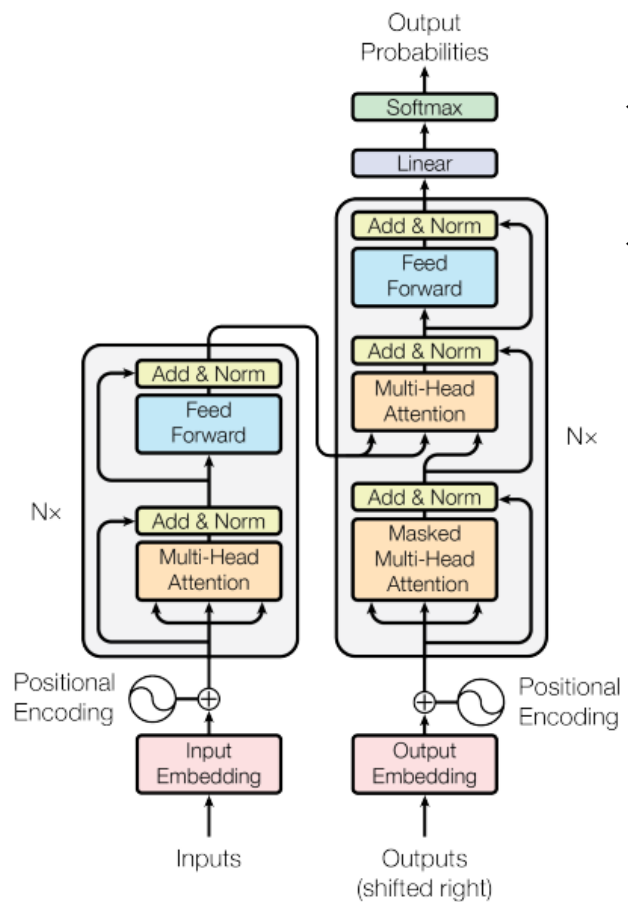 Output
Probabilities
Softmax
Linear
Add & Norm
Feed
Forward
Add & Norm
Multi-Head
Attention
Add & Norm
Masked
Multi-Head
Attention
Nx
Add & Norm
Feed
Forward
Add & Norm
Multi-Head
Attention
Nx
Positional
Encoding
Positional
Encoding
Input
Embedding
Output
Embedding
Inputs
Outputs
(shifted right)